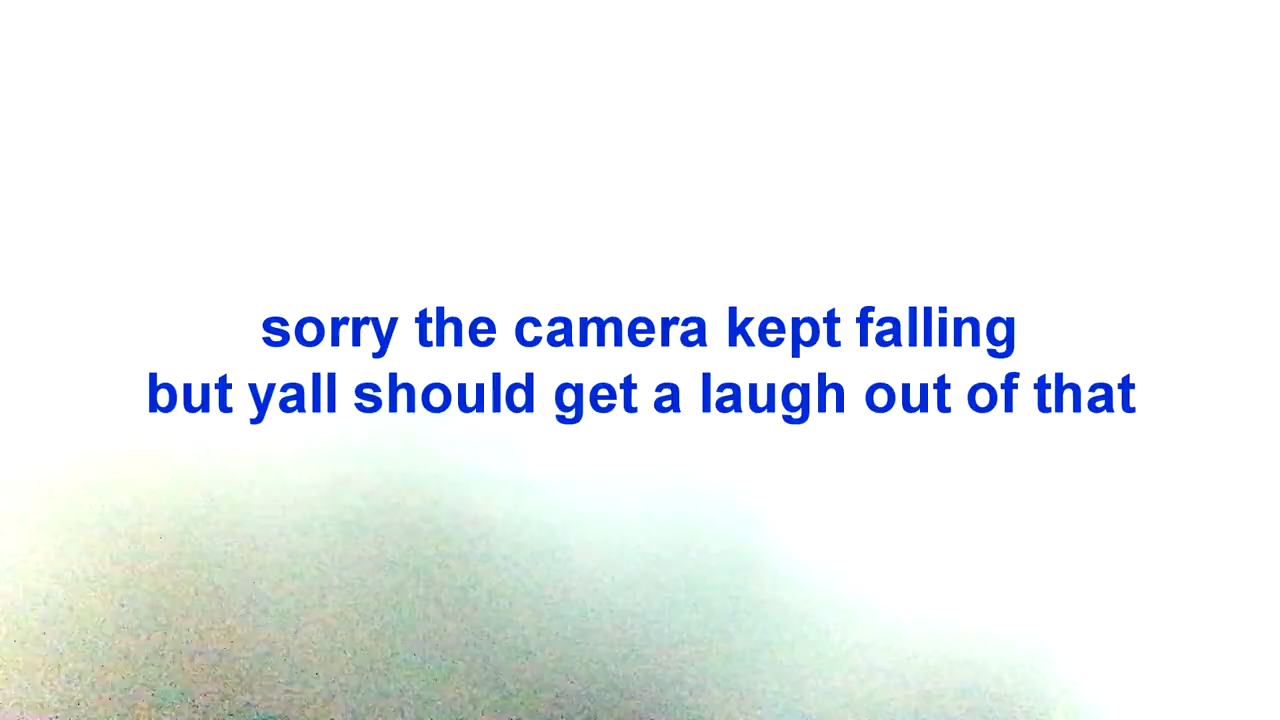 sorry the camera kept falling
but yall should get a laugh out of that